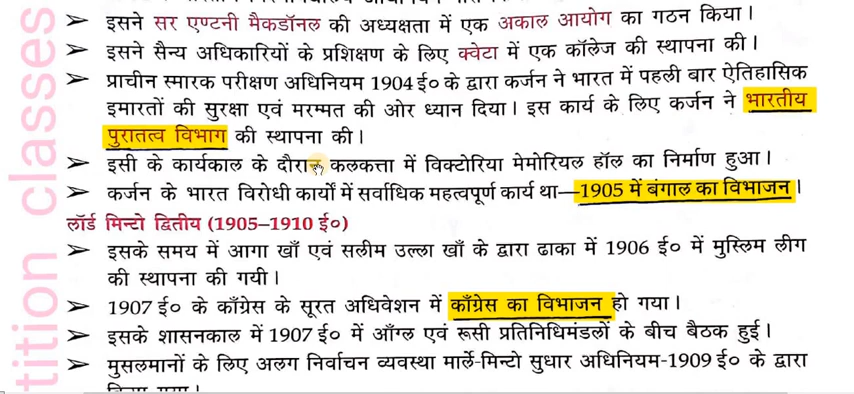 ➢ इसने सर एण्टनी मैकडॉनल की अध्यक्षता में एक अकाल आयोग का गठन किया।
➢ इसने सैन्य अधिकारियों के प्रशिक्षण के लिए क्वेटा में एक कॉलेज की स्थापना की।
➢ प्राचीन स्मारक परीक्षण अधिनियम 1904 ई० के द्वारा कर्जन ने भारत में पहली बार ऐतिहासिक
इमारतों की सुरक्षा एवं मरम्मत की ओर ध्यान दिया। इस कार्य के लिए कर्जन ने भारतीय
पुरातत्व विभाग की स्थापना की।
➢ इसी के कार्यकाल के दौरान कलकत्ता में विक्टोरिया मेमोरियल हॉल का निर्माण हुआ।
➢ कर्जन के भारत विरोधी कार्यों में सर्वाधिक महत्वपूर्ण कार्य था—1905 में बंगाल का विभाजन।
लॉर्ड मिन्टो द्वितीय (1905–1910 ई०)
➢ इसके समय में आगा खाँ एवं सलीम उल्ला खाँ के द्वारा ढाका में 1906 ई० में मुस्लिम लीग
की स्थापना की गयी।
➢ 1907 ई० के काँग्रेस के सूरत अधिवेशन में काँग्रेस का विभाजन हो गया।
➢ इसके शासनकाल में 1907 ई० में आँग्ल एवं रूसी प्रतिनिधिमंडलों के बीच बैठक हुई।
➢ मुसलमानों के लिए अलग निर्वाचन व्यवस्था मार्ले-मिन्टो सुधार अधिनियम-1909 ई० के द्वारा
tition classes